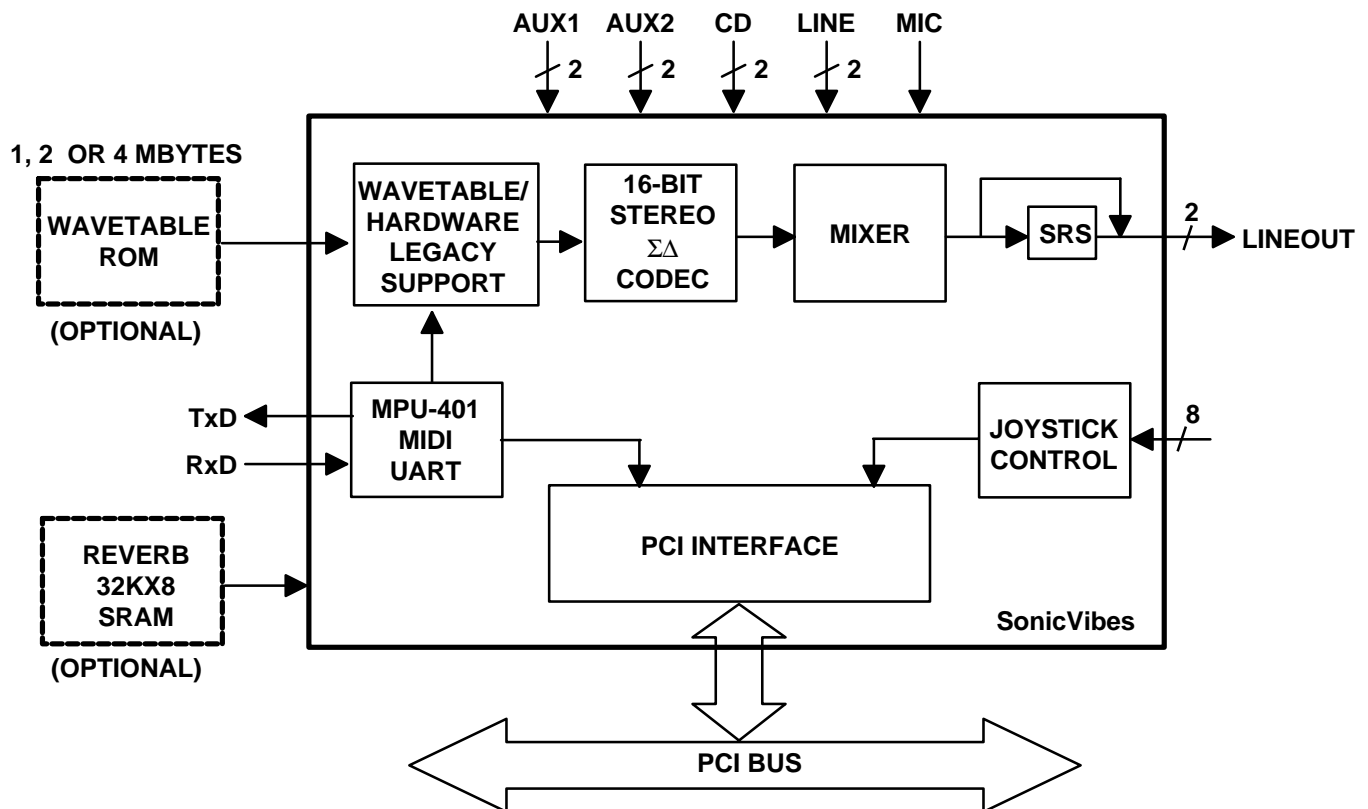 AUX1 AUX2 CD LINE MIC
2 2 2 2
1, 2 OR 4 MBYTES
WAVETABLE
ROM
(OPTIONAL)
WAVETABLE/
HARDWARE
LEGACY
SUPPORT
16-BIT
STEREO
ΣΔ
CODEC
MIXER
SRS
2
LINEOUT
TxD
RxD
MPU-401
MIDI
UART
JOYSTICK
CONTROL
8
REVERB
32KX8
SRAM
(OPTIONAL)
PCI INTERFACE
SonicVibes
PCI BUS